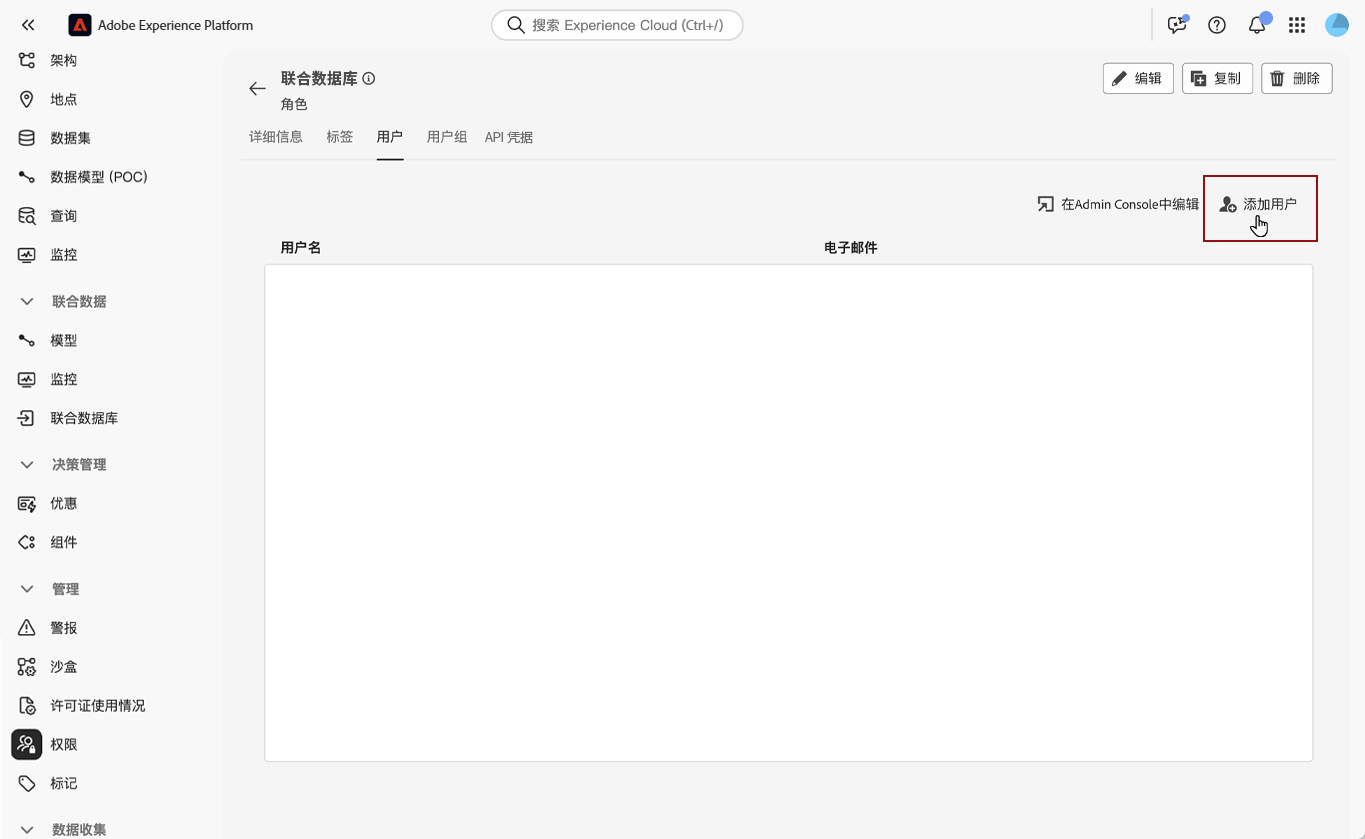 Adobe Experience Platform
搜索 Experience Cloud (Ctrl+/)
架构
地点
数据集
数据模型 (POC)
查询
监控
联合数据
模型
监控
联合数据库
决策管理
优惠
组件
管理
警报
沙盒
许可证使用情况
权限
标记
数据收集
联合数据库
角色
编辑
复制
删除
详细信息 标签 用户 用户组 API 凭据
在Admin Console中编辑
添加用户
用户名 电子邮件